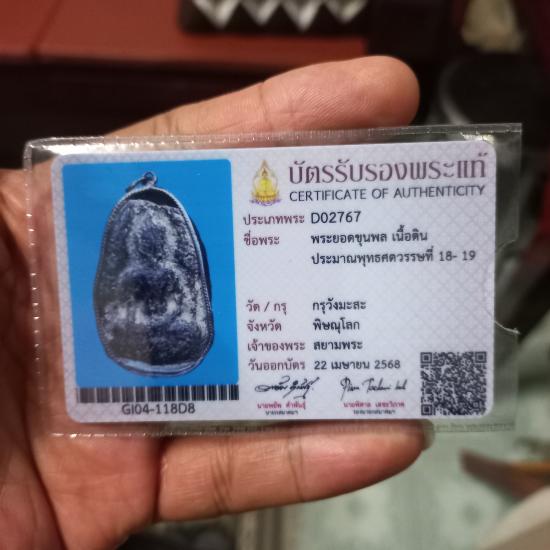 บัตรรับรองพระแท้
CERTIFICATE OF AUTHENTICITY
ประเภทพระ D02767
ชื่อพระ พระยอดขุนพล เนื้อดิน
ประมาณพุทธศตวรรษที่ 18- 19
วัด / กรุ กรุวังมะสะ
จังหวัด พิษณุโลก
เจ้าของพระ สยามพระ
วันออกบัตร 22 เมษายน 2568
GI04-118D8